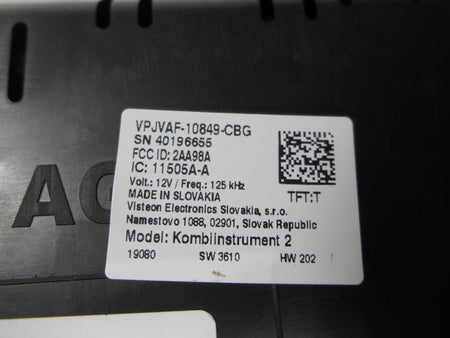 VPJVAF-10849-CBG
SN 40196655
FCC ID: 2AA98A
IC: 11505A-A
Volt.: 12V / Freq.: 125 kHz
MADE IN SLOVAKIA
Visteon Electronics Slovakia, s.r.o.
Namestovo 1088, 02901, Slovak Republic
Model: Kombiinstrument 2
19080 SW 3610 HW 202
TFT:T
AG